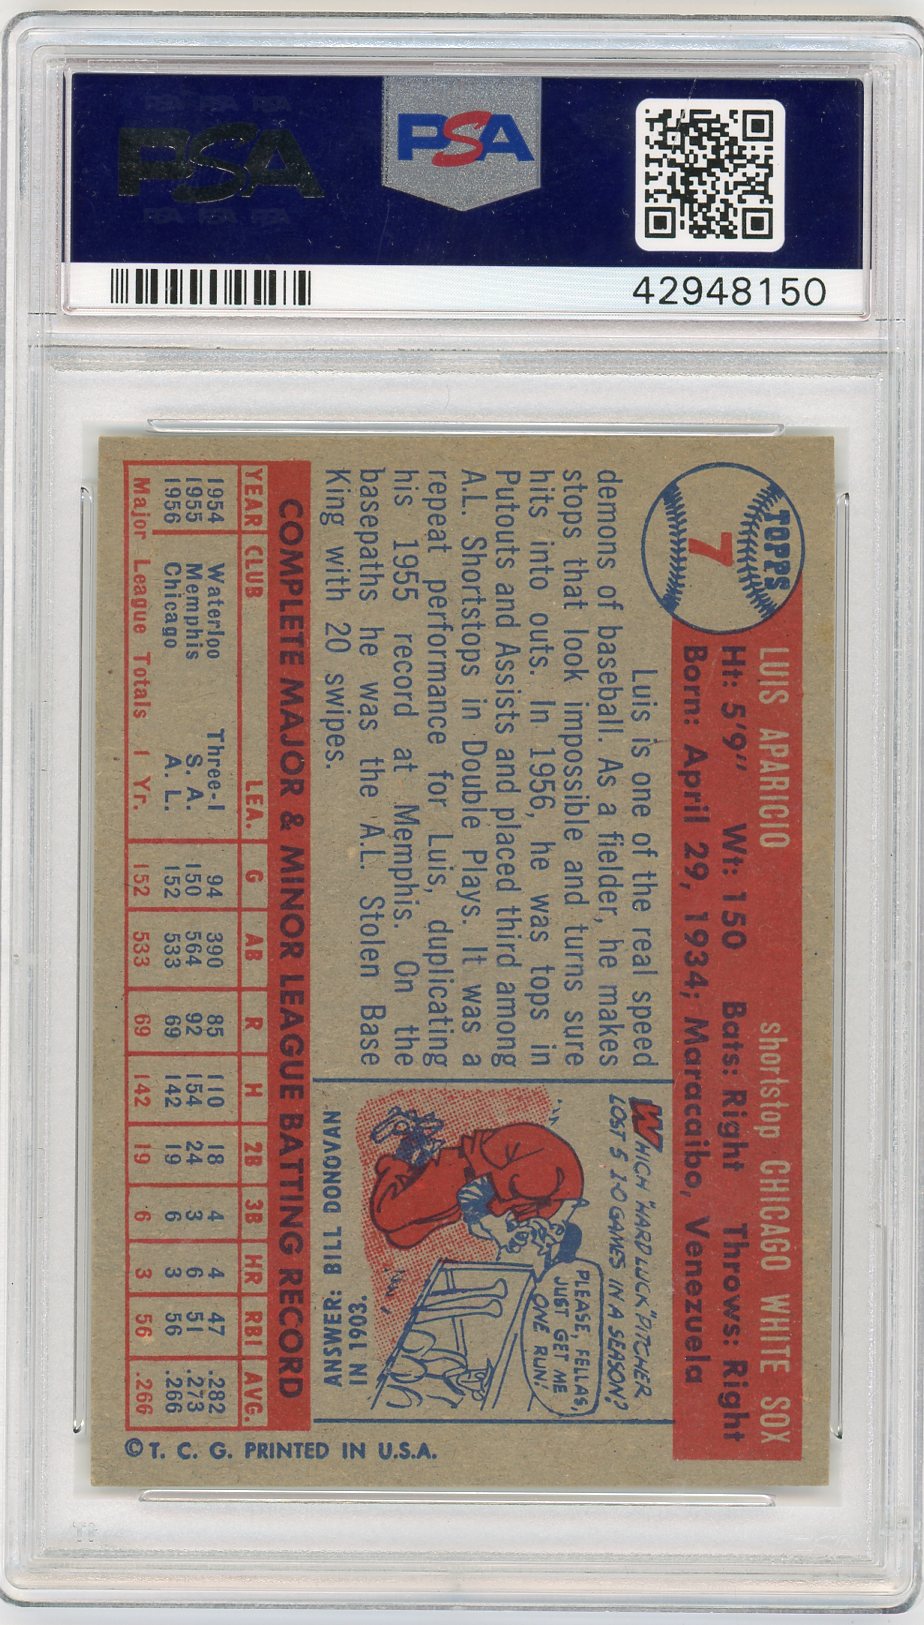 PSA PSA PSA
PSA
PSA PSA PSA
PSA
42948150
TOPPS
7
LUIS APARICIO shortstop CHICAGO WHITE SOX
Ht: 5'9" Wt: 150 Bats: Right Throws: Right
Born: April 29, 1934; Maracaibo, Venezuela
Luis is one of the real speed
demons of baseball. As a fielder, he makes
stops that look impossible and turns sure
hits into outs. In 1956, he was tops in
Putouts and Assists and placed third among
A.L. Shortstops in Double Plays. It was a
repeat performance for Luis, duplicating
his 1955 record at Memphis. On the
basepaths he was the A.L. Stolen Base
King with 20 swipes.
WHICH "HARD LUCK" PITCHER
LOST 5 1-0 GAMES IN A SEASON?
PLEASE, FELLAS,
JUST GET ME
ONE RUN!
ANSWER: BILL DONOVAN
IN 1903.
COMPLETE MAJOR & MINOR LEAGUE BATTING RECORD
YEAR CLUB LEA. G AB R H 2B 3B HR RBI AVG.
1954 Waterloo Three-I 94 390 85 110 18 4 4 47 .282
1955 Memphis S. A. 150 564 92 154 24 3 6 51 .273
1956 Chicago A. L. 152 533 69 142 19 6 3 56 .266
Major League Totals 1 Yr. 152 533 69 142 19 6 3 56 .266
© T. C. G. PRINTED IN U.S.A.